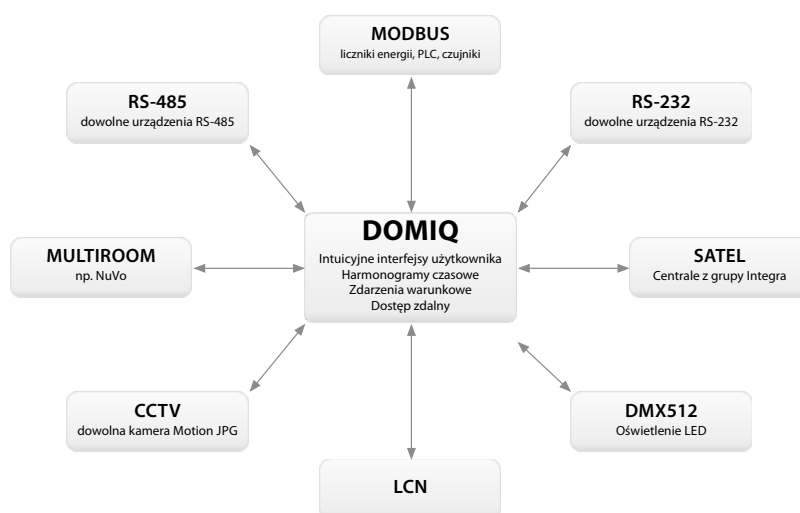 MODBUS
liczniki energii, PLC, czujniki
RS-485
dowolne urządzenia RS-485
RS-232
dowolne urządzenia RS-232
DOMIQ
Intuicyjne interfejsy użytkownika
Harmonogramy czasowe
Zdarzenia warunkowe
Dostęp zdalny
MULTIROOM
np. NuVo
SATEL
Centrale z grupy Integra
CCTV
dowolna kamera Motion JPG
DMX512
Oświetlenie LED
LCN